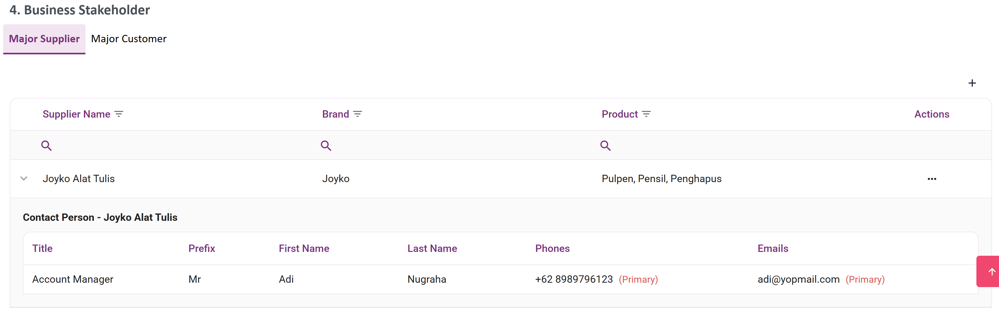 4. Business Stakeholder
Major Supplier Major Customer
Supplier Name Brand Product Actions
Joyko Alat Tulis Joyko Pulpen, Pensil, Penghapus
Contact Person - Joyko Alat Tulis
Title Prefix First Name Last Name Phones Emails
Account Manager Mr Adi Nugraha +62 8989796123 (Primary) adi@yopmail.com (Primary)